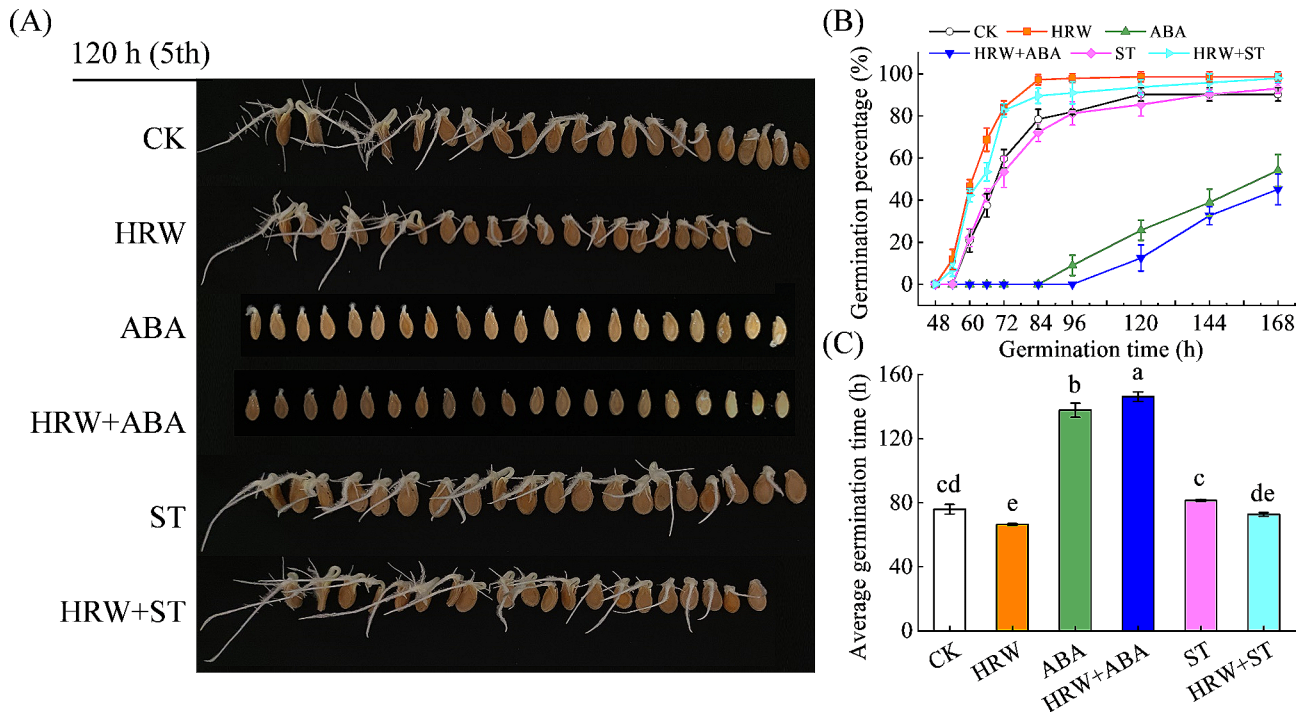 (A)
120 h (5th)
CK
HRW
ABA
HRW+ABA
ST
HRW+ST
(B)
CK HRW ABA
HRW+ABA ST HRW+ST
Germination percentage (%)
100
80
60
40
20
0
48 60 72 84 96 120 144 168
Germination time (h)
(C)
Average germination time (h)
160
120
80
40
0
cd
e
b
a
c
de
CK
HRW
ABA
HRW+ABA
ST
HRW+ST